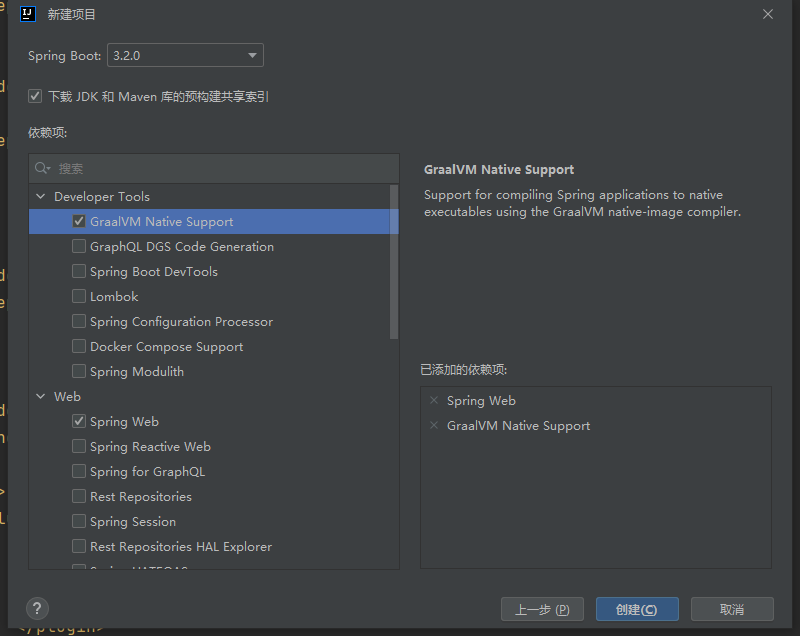 新建项目
Spring Boot: 3.2.0
下载 JDK 和 Maven 库的预构建共享索引
依赖项:
搜索
Developer Tools
GraalVM Native Support
GraphQL DGS Code Generation
Spring Boot DevTools
Lombok
Spring Configuration Processor
Docker Compose Support
Spring Modulith
Web
Spring Web
Spring Reactive Web
Spring for GraphQL
Rest Repositories
Spring Session
Rest Repositories HAL Explorer
GraalVM Native Support
Support for compiling Spring applications to native
executables using the GraalVM native-image compiler.
已添加的依赖项:
Spring Web
GraalVM Native Support
?
上一步 (P)
创建(C)
取消